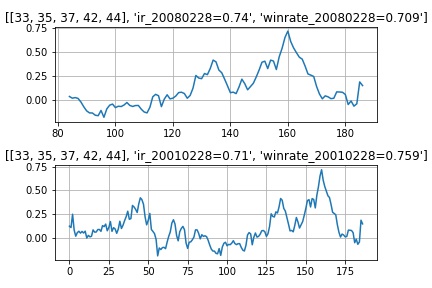 [[33, 35, 37, 42, 44], 'ir_20080228=0.74', 'winrate_20080228=0.709']
0.75
0.50
0.25
0.00
80 100 120 140 160 180
[[33, 35, 37, 42, 44], 'ir_20010228=0.71', 'winrate_20010228=0.759']
0.75
0.50
0.25
0.00
0 25 50 75 100 125 150 175